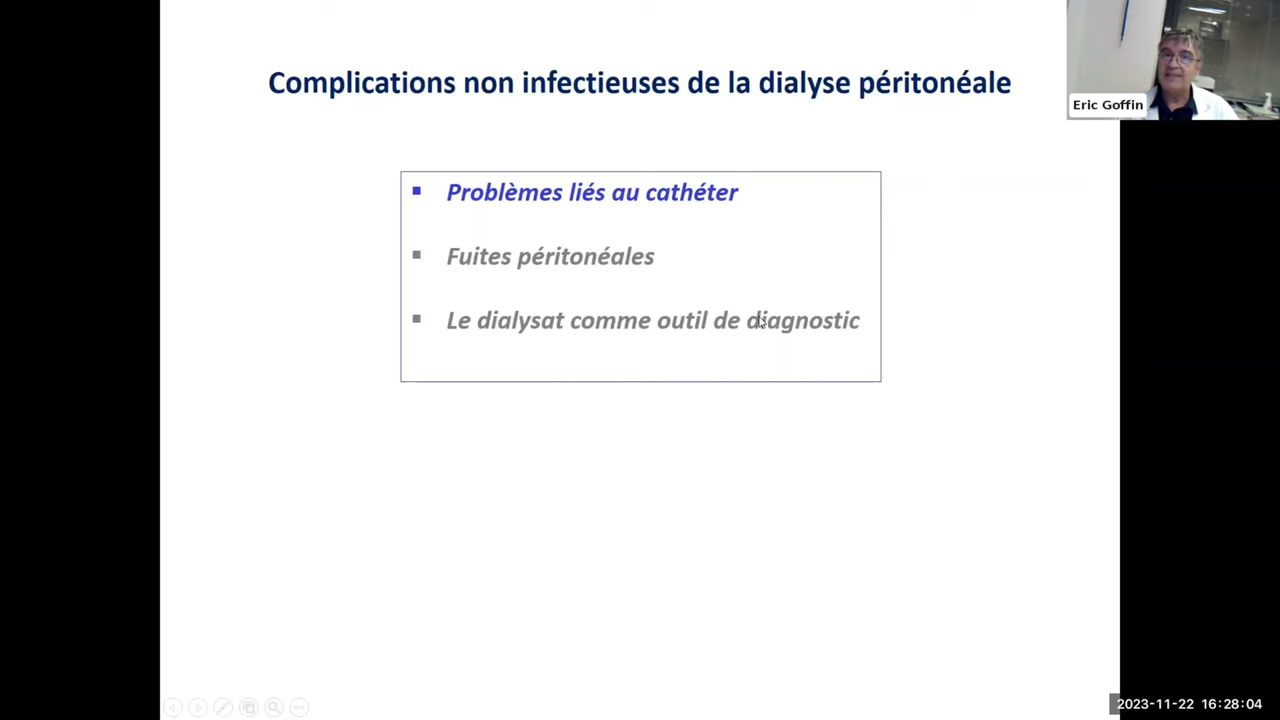 Complications non infectieuses de la dialyse péritonéale
Eric Goffin
Problèmes liés au cathéter
Fuites péritonéales
Le dialysat comme outil de diagnostic
2023-11-22 16:28:04